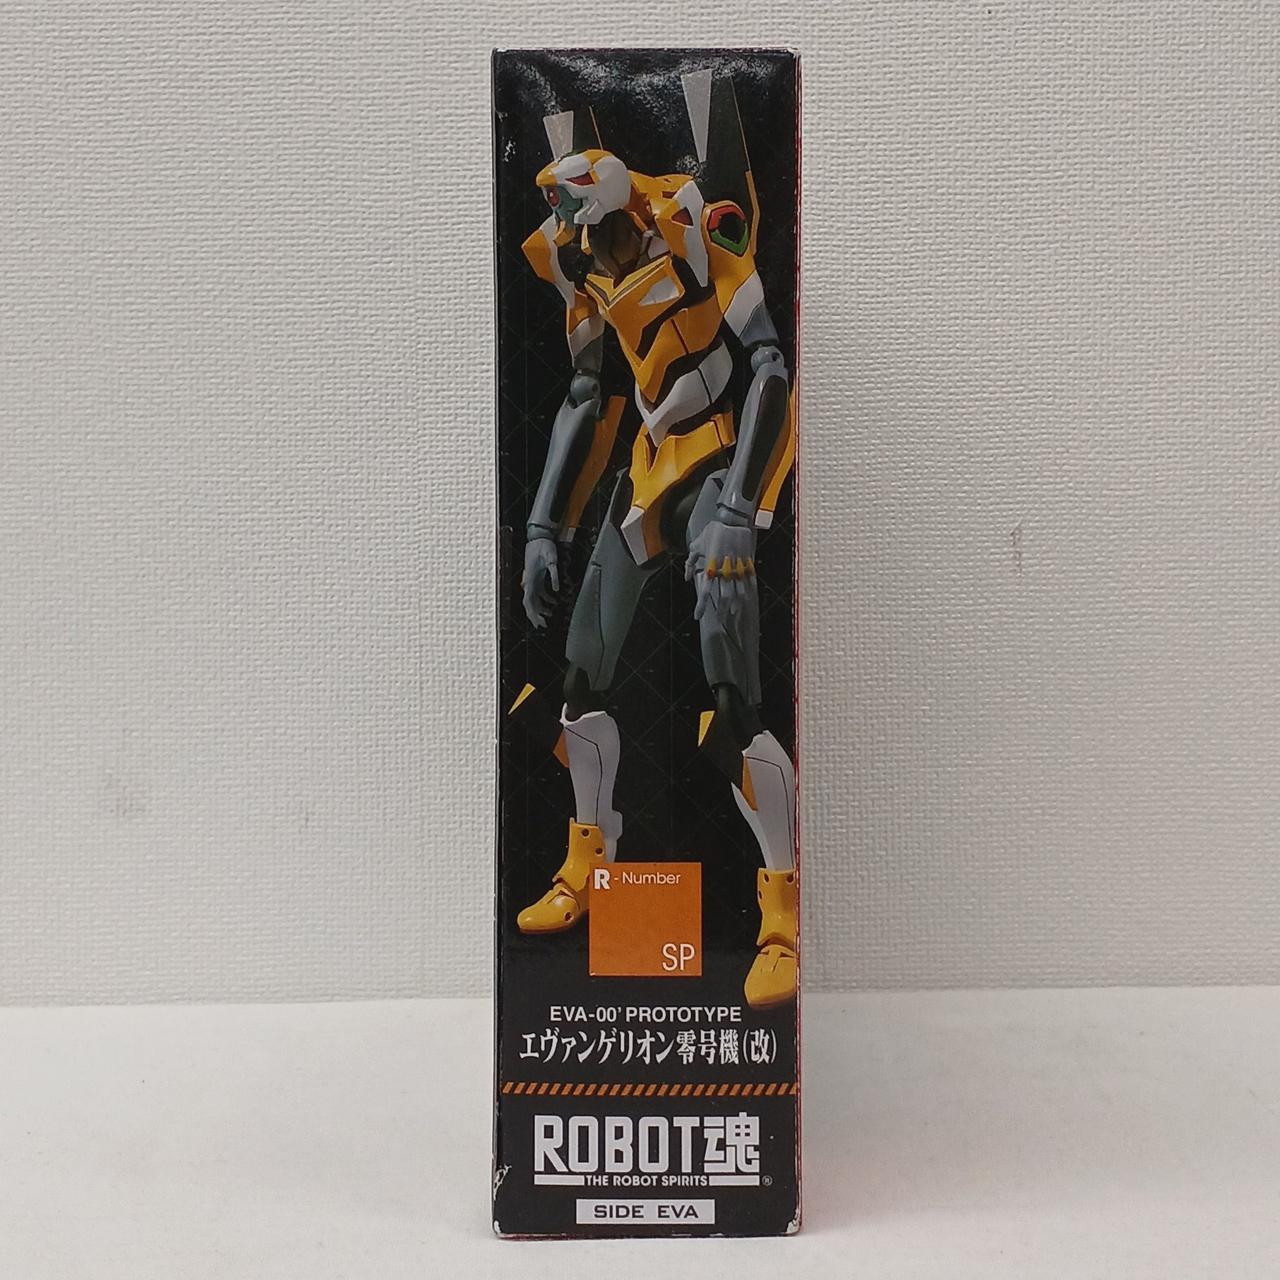 R - Number
SP
EVA-00' PROTOTYPE
エヴァンゲリオン零号機(改)
ROBOT魂
THE ROBOT SPIRITS ®
SIDE EVA